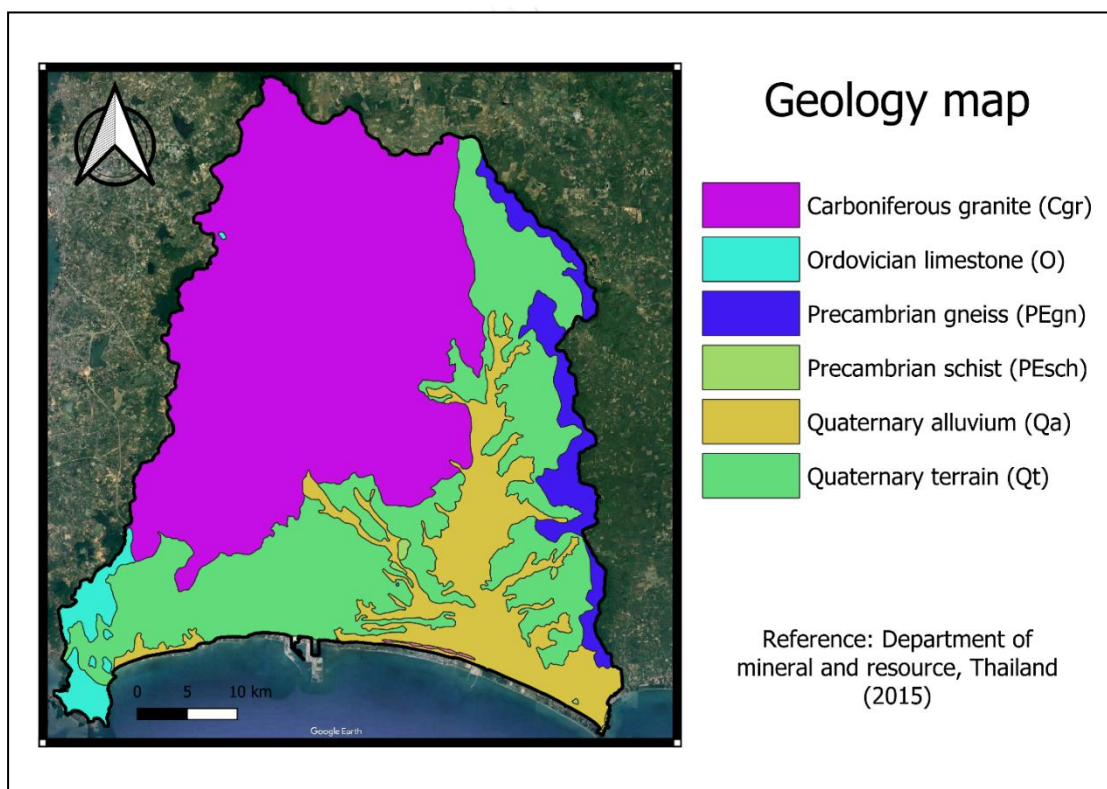 Geology map
Carboniferous granite (Cgr)
Ordovician limestone (O)
Precambrian gneiss (PEgn)
Precambrian schist (PEsch)
Quaternary alluvium (Qa)
Quaternary terrain (Qt)
Reference: Department of
mineral and resource, Thailand
(2015)
0 5 10 km
Google Earth